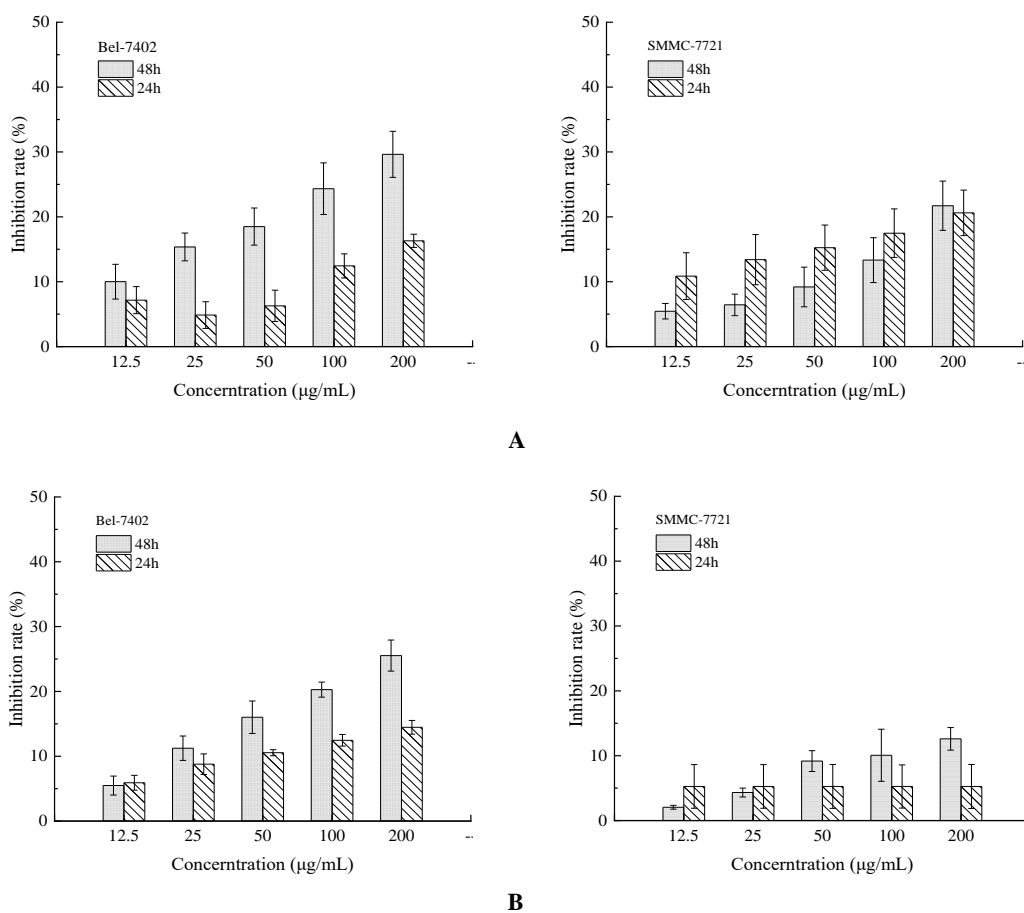 50
40
30
20
10
0
Inhibition rate (%)
Bel-7402
48h
24h
12.5 25 50 100 200 --
Concerntration (μg/mL)
50
40
30
20
10
0
Inhibition rate (%)
SMMC-7721
48h
24h
12.5 25 50 100 200 --
Concerntration (μg/mL)
A
50
40
30
20
10
0
Inhibition rate (%)
Bel-7402
48h
24h
12.5 25 50 100 200 --
Concerntration (μg/mL)
50
40
30
20
10
0
Inhibition rate (%)
SMMC-7721
48h
24h
12.5 25 50 100 200
Concerntration (μg/mL)
B